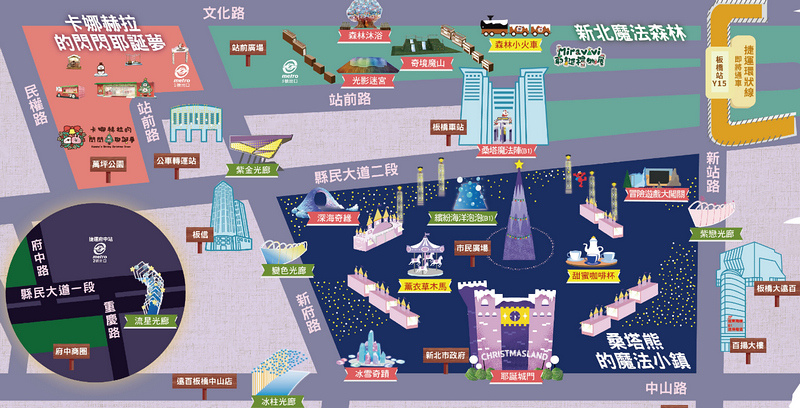 文化路
卡娜赫拉
的閃閃耶誕夢
站前廣場
metro
森林沐浴
光影迷宮
奇境魔山
森林小火車
新北魔法森林
Miravivi
捷運環狀線
即將通車
板橋站
Y15
民權路
站前路
metro
站前路
卡娜赫拉的
閃閃耶誕夢
萬坪公園
公車轉運站
紫金光廊
板橋車站
桑塔魔法陣(B1)
縣民大道二段
新站路
冒險遊戲大闖關
深海奇緣
繽紛海洋泡泡(B1)
紫戀光廊
板信
市民廣場
變色光廊
薰衣草木馬
甜蜜咖啡杯
板橋大遠百
捷運府中站
metro
府中路
縣民大道一段
重慶路
流星光廊
府中商圈
新府路
百揚大樓
桑塔熊
的魔法小鎮
CHRISTMASLAND
冰雪奇蹟
新北市政府
耶誕城門
遠百板橋中山店
冰柱光廊
中山路